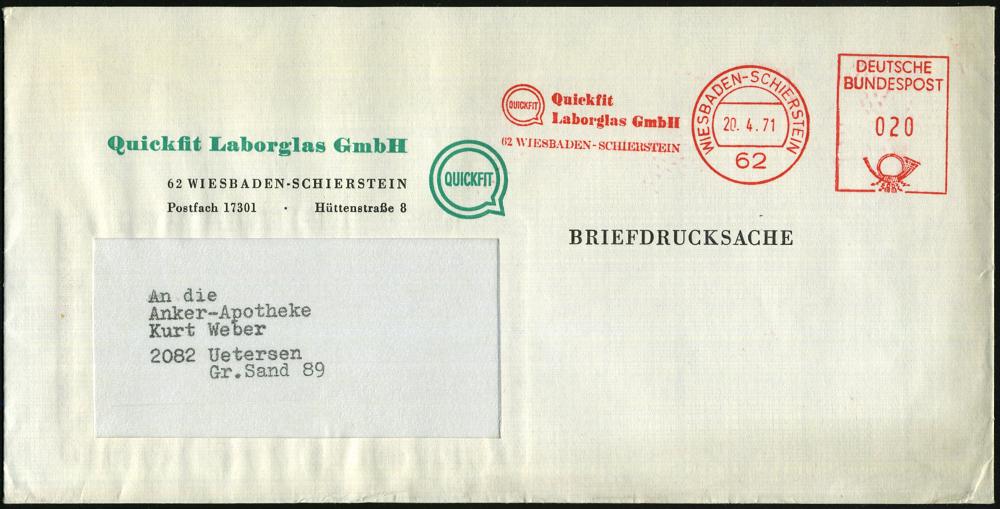 Quickfit Laborglas GmbH
62 WIESBADEN-SCHIERSTEIN
Postfach 17301 · Hüttenstraße 8
QUICKFIT
QUICKFIT
Quickfit
Laborglas GmbH
62 WIESBADEN-SCHIERSTEIN
WIESBADEN-SCHIERSTEIN
20. 4. 71
62
DEUTSCHE
BUNDESPOST
020
BRIEFDRUCKSACHE
An die
Anker-Apotheke
Kurt Weber
2082 Uetersen
Gr.Sand 89